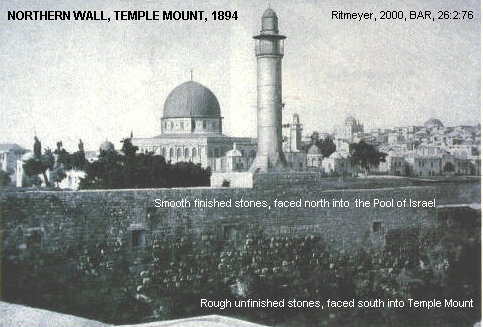 NORTHERN WALL, TEMPLE MOUNT, 1894
Ritmeyer, 2000, BAR, 26:2:76
Smooth finished stones, faced north into the Pool of Israel
Rough unfinished stones, faced south into Temple Mount